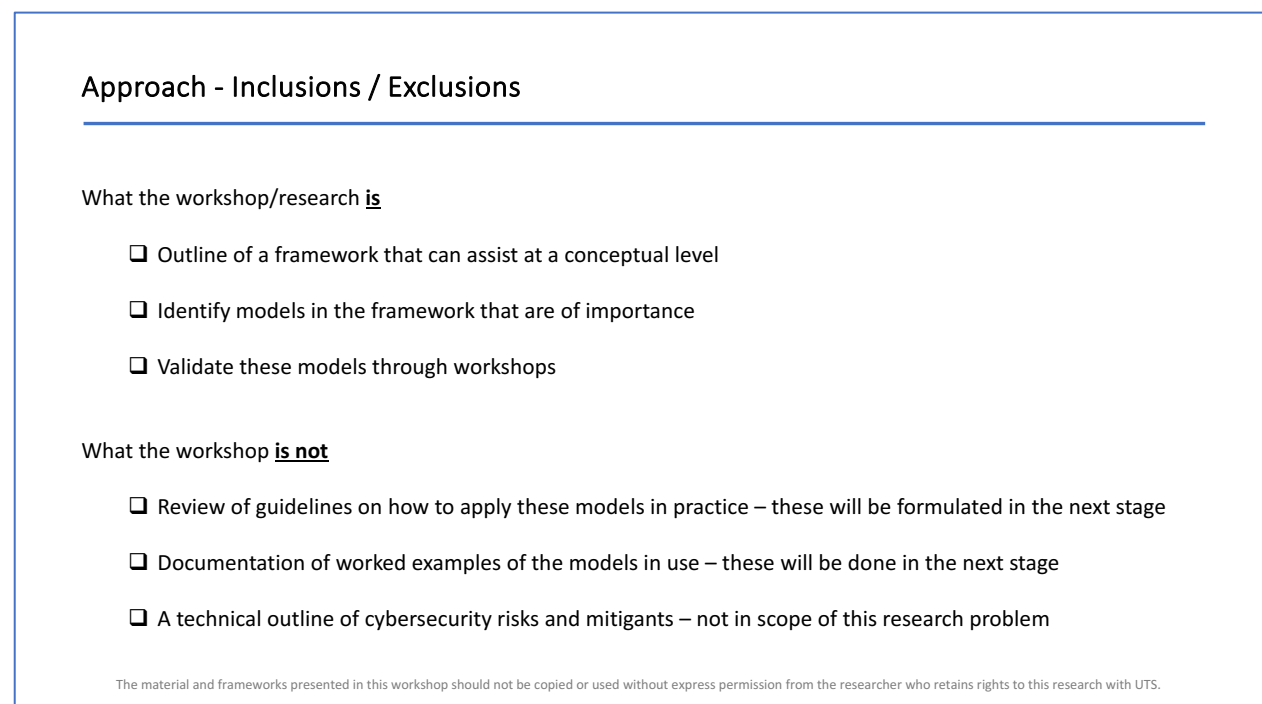 Approach - Inclusions / Exclusions
What the workshop/research is
❑ Outline of a framework that can assist at a conceptual level
❑ Identify models in the framework that are of importance
❑ Validate these models through workshops
What the workshop is not
❑ Review of guidelines on how to apply these models in practice – these will be formulated in the next stage
❑ Documentation of worked examples of the models in use – these will be done in the next stage
❑ A technical outline of cybersecurity risks and mitigants – not in scope of this research problem
The material and frameworks presented in this workshop should not be copied or used without express permission from the researcher who retains rights to this research with UTS.